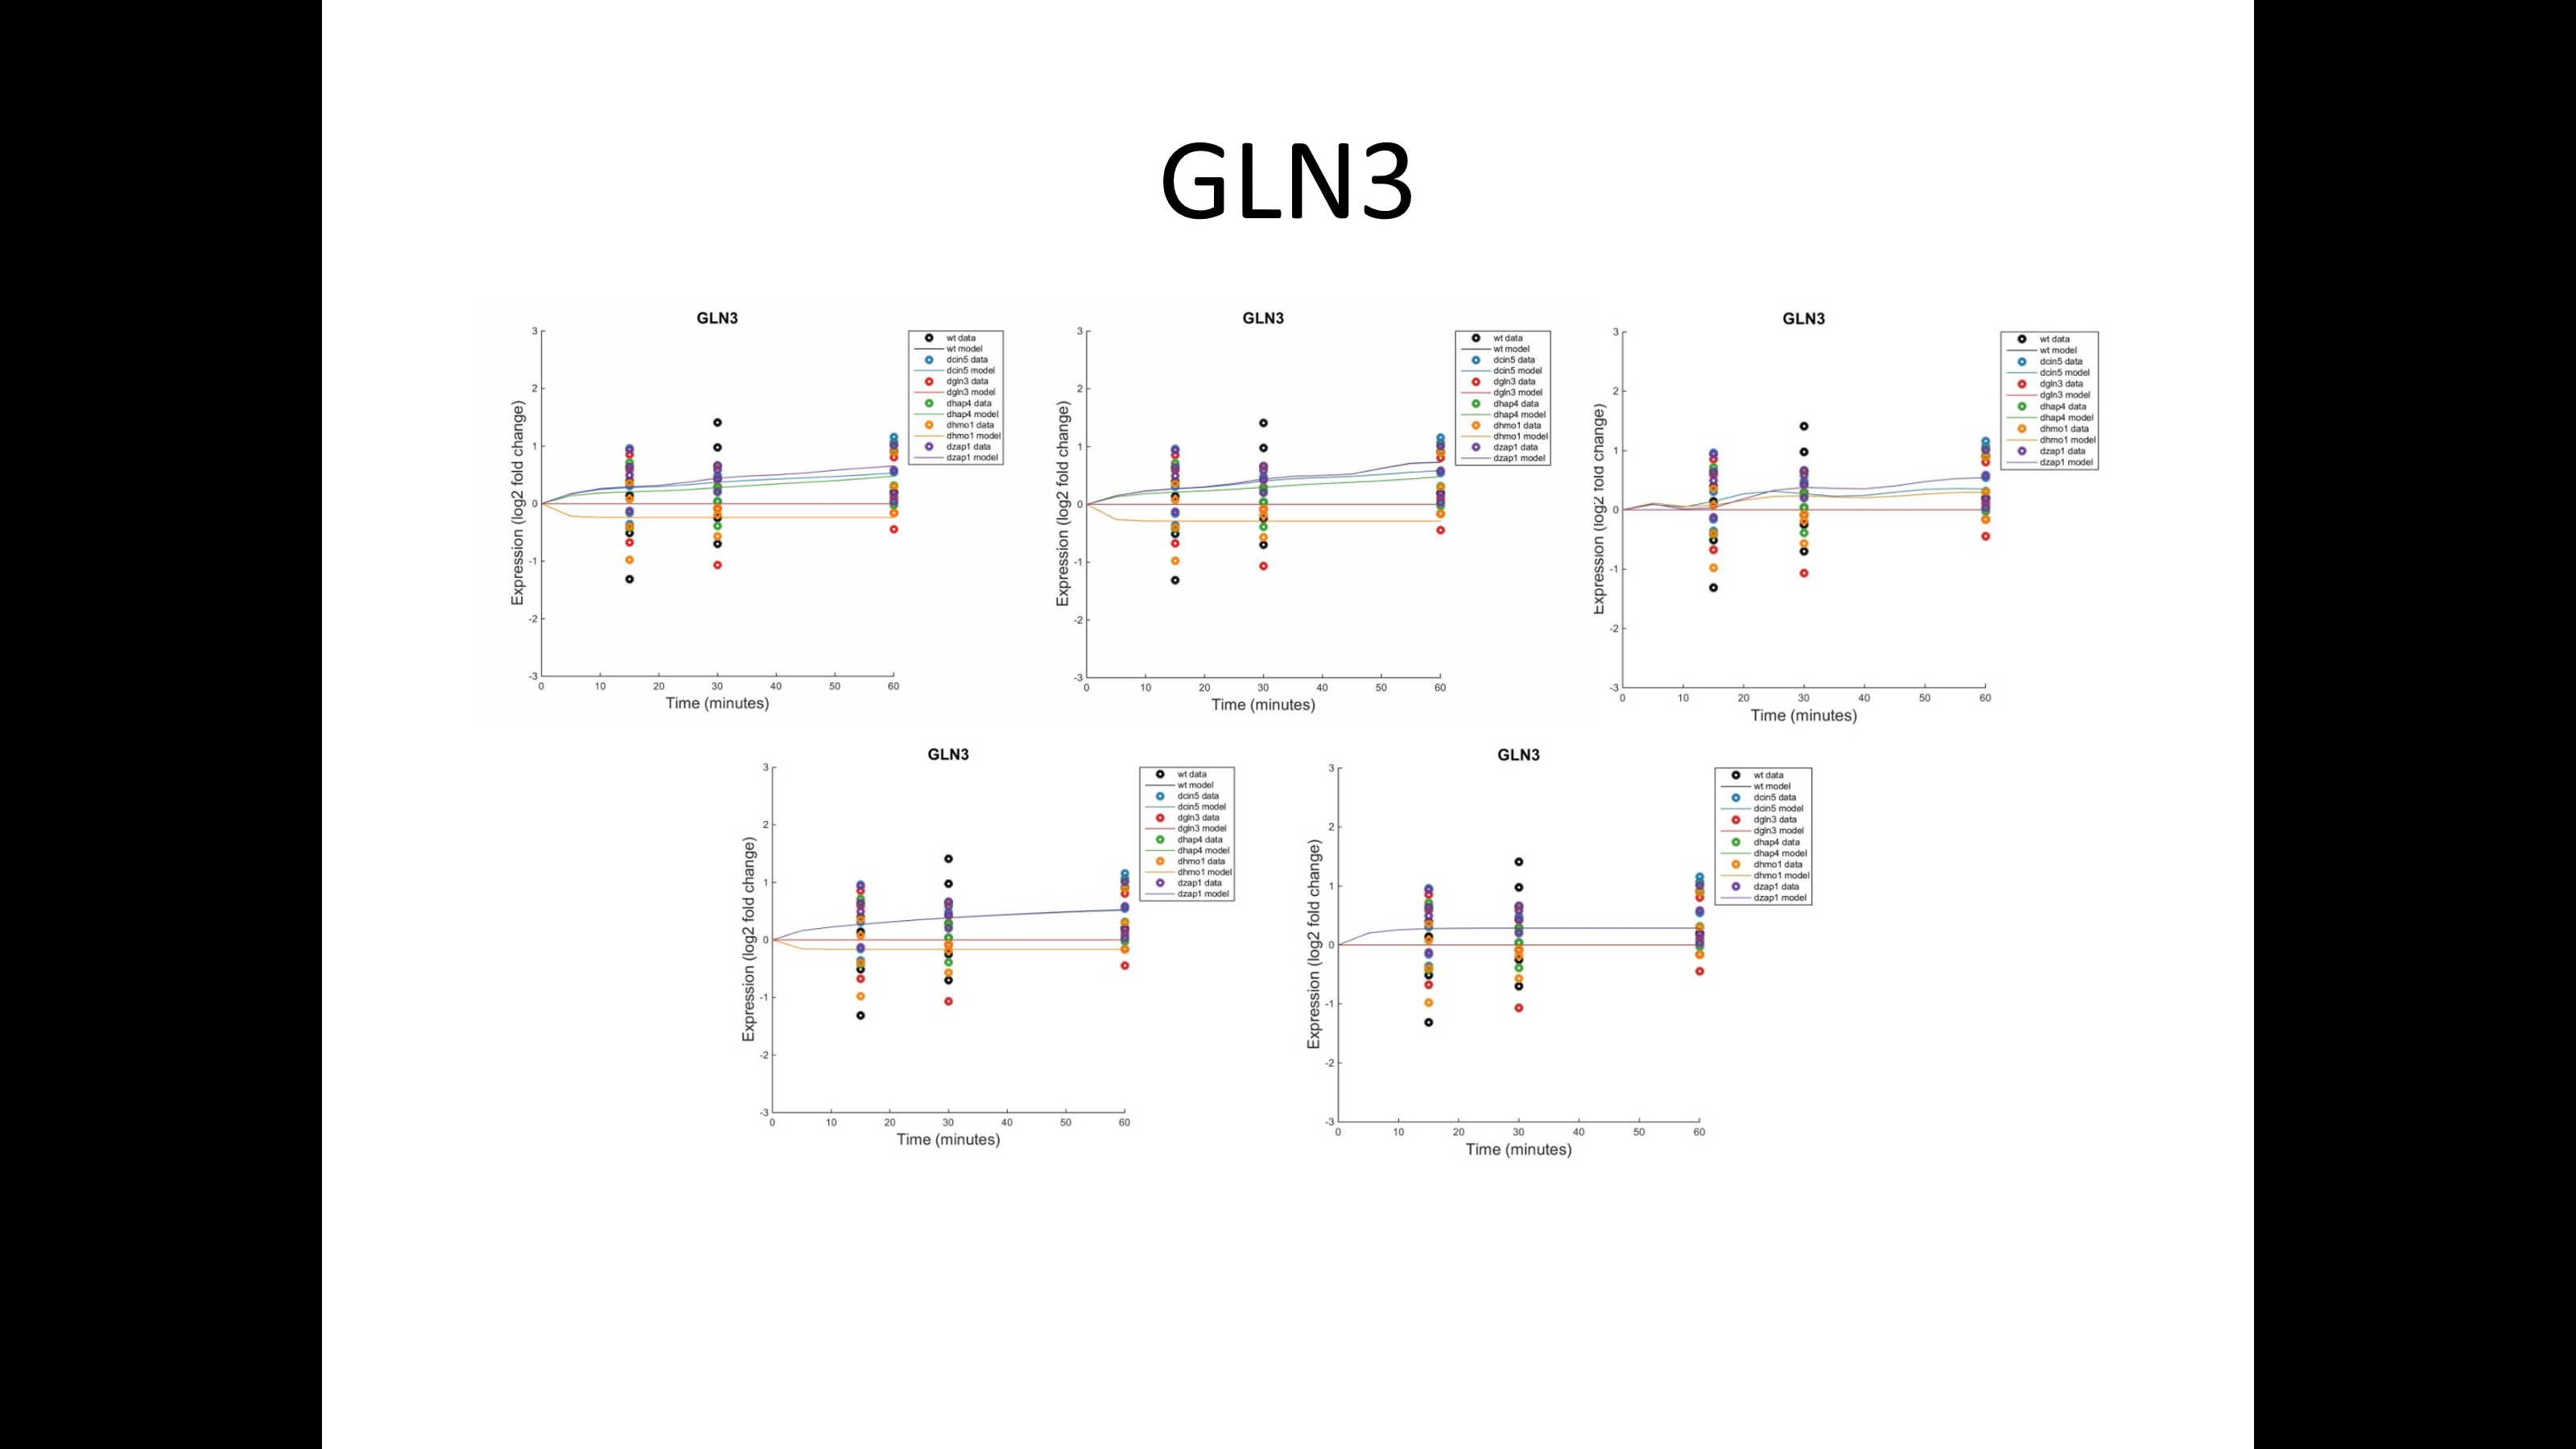 GLN3
GLN3
3
2
1
0
-1
-2
-3
0 10 20 30 40 50 60
Expression (log2 fold change)
Time (minutes)
wt data
wt model
dcin5 data
dcin5 model
dgln3 data
dgln3 model
dhap4 data
dhap4 model
dhmo1 data
dhmo1 model
dzap1 data
dzap1 model
GLN3
3
2
1
0
-1
-2
-3
0 10 20 30 40 50 60
Expression (log2 fold change)
Time (minutes)
wt data
wt model
dcin5 data
dcin5 model
dgln3 data
dgln3 model
dhap4 data
dhap4 model
dhmo1 data
dhmo1 model
dzap1 data
dzap1 model
GLN3
3
2
1
0
-1
-2
-3
0 10 20 30 40 50 60
Expression (log2 fold change)
Time (minutes)
wt data
wt model
dcin5 data
dcin5 model
dgln3 data
dgln3 model
dhap4 data
dhap4 model
dhmo1 data
dhmo1 model
dzap1 data
dzap1 model
GLN3
3
2
1
0
-1
-2
-3
0 10 20 30 40 50 60
Expression (log2 fold change)
Time (minutes)
wt data
wt model
dcin5 data
dcin5 model
dgln3 data
dgln3 model
dhap4 data
dhap4 model
dhmo1 data
dhmo1 model
dzap1 data
dzap1 model
GLN3
3
2
1
0
-1
-2
-3
0 10 20 30 40 50 60
Expression (log2 fold change)
Time (minutes)
wt data
wt model
dcin5 data
dcin5 model
dgln3 data
dgln3 model
dhap4 data
dhap4 model
dhmo1 data
dhmo1 model
dzap1 data
dzap1 model